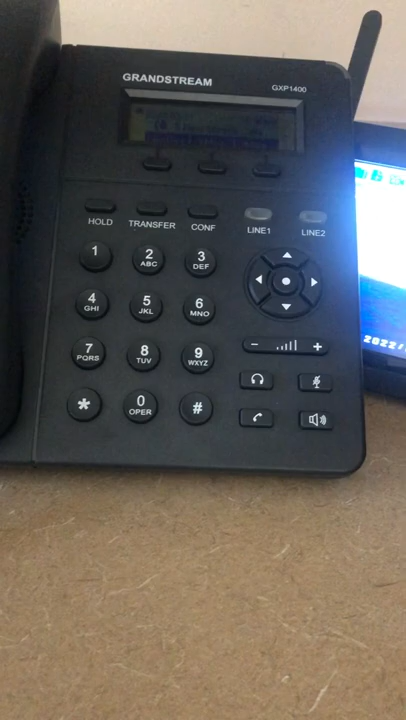 GRANDSTREAM
GXP1400
HOLD TRANSFER CONF LINE1 LINE2
1 2 ABC 3 DEF
4 GHI 5 JKL 6 MNO
7 PQRS 8 TUV 9 WXYZ
* 0 OPER #
- +
2022/